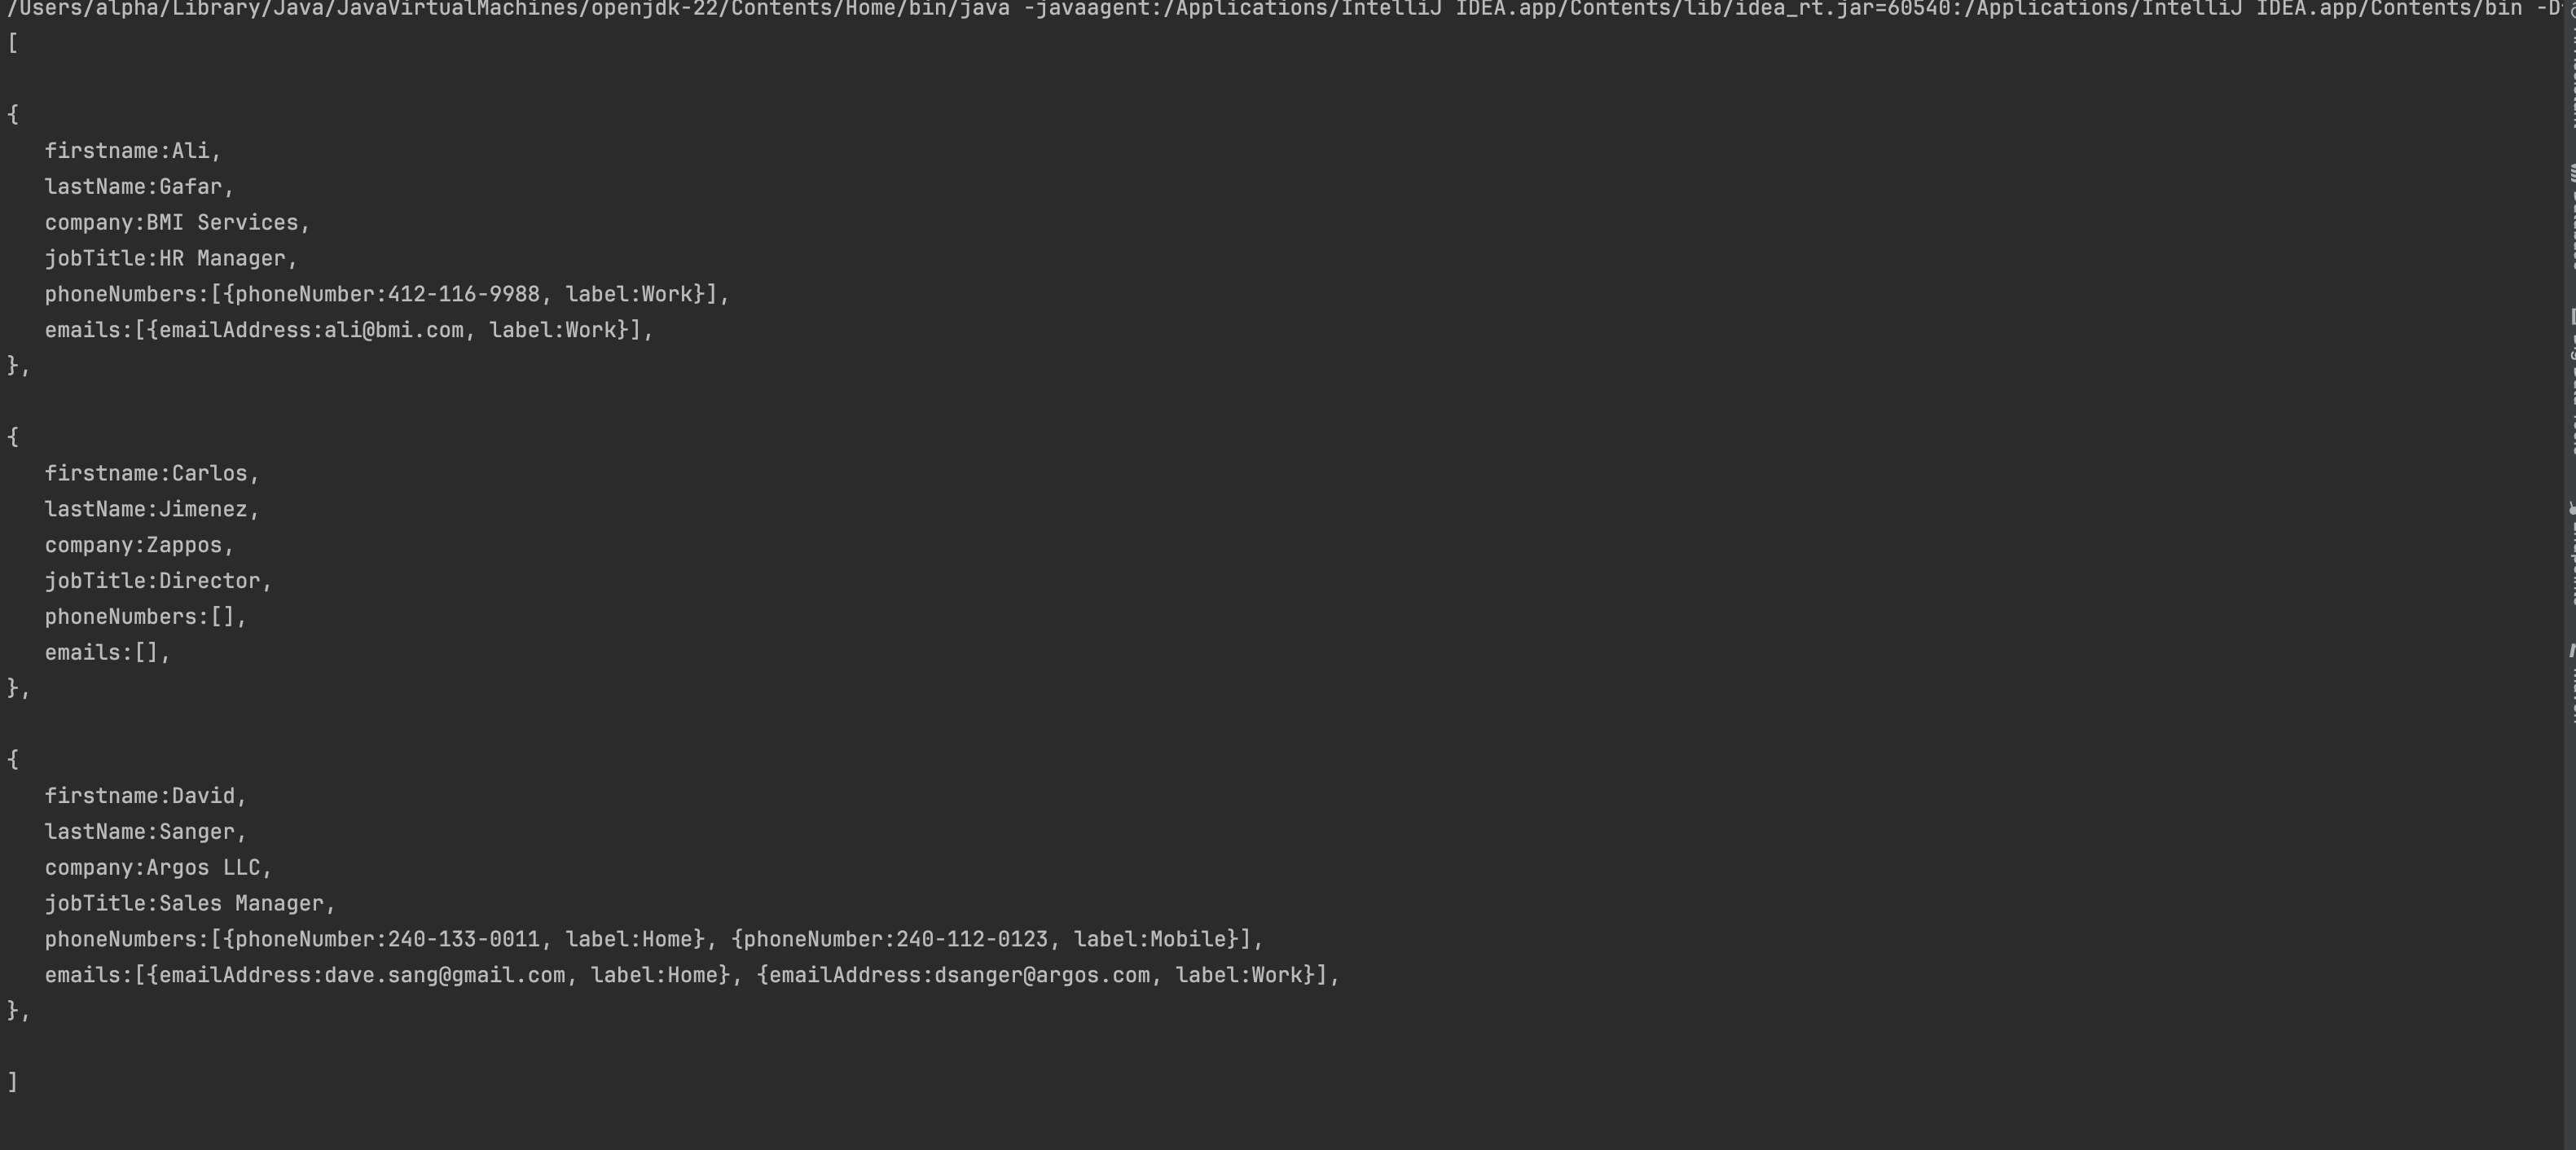 /Users/alpha/Library/Java/JavaVirtualMachines/openjdk-22/Contents/Home/bin/java -javaagent:/Applications/IntelliJ IDEA.app/Contents/lib/idea_rt.jar=60540:/Applications/IntelliJ IDEA.app/Contents/bin -D
[
{
firstname:Ali,
lastName:Gafar,
company:BMI Services,
jobTitle:HR Manager,
phoneNumbers:[{phoneNumber:412-116-9988, label:Work}],
emails:[{emailAddress:ali@bmi.com, label:Work}],
},
{
firstname:Carlos,
lastName:Jimenez,
company:Zappos,
jobTitle:Director,
phoneNumbers:[],
emails:[],
},
{
firstname:David,
lastName:Sanger,
company:Argos LLC,
jobTitle:Sales Manager,
phoneNumbers:[{phoneNumber:240-133-0011, label:Home}, {phoneNumber:240-112-0123, label:Mobile}],
emails:[{emailAddress:dave.sang@gmail.com, label:Home}, {emailAddress:dsanger@argos.com, label:Work}],
},
]